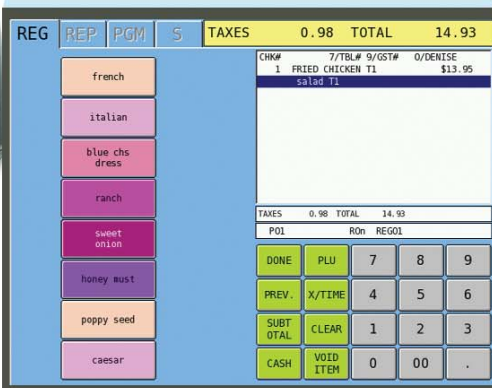 REG REP PGM S TAXES 0.98 TOTAL 14.93
french
italian
blue chs
dress
ranch
sweet
onion
honey must
poppy seed
caesar
CHK# 7/TBL# 9/GST# 0/DENISE
1 FRIED CHICKEN T1 $13.95
salad T1
TAXES 0.98 TOTAL 14.93
PO1 ROn REGO1
DONE PLU 7 8 9
PREV. X/TIME 4 5 6
SUBT
OTAL CLEAR 1 2 3
CASH VOID
ITEM 0 00 .